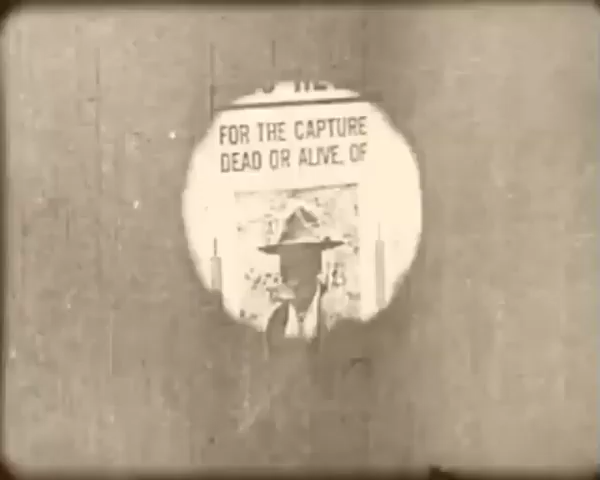 FOR THE CAPTURE
DEAD OR ALIVE, OF